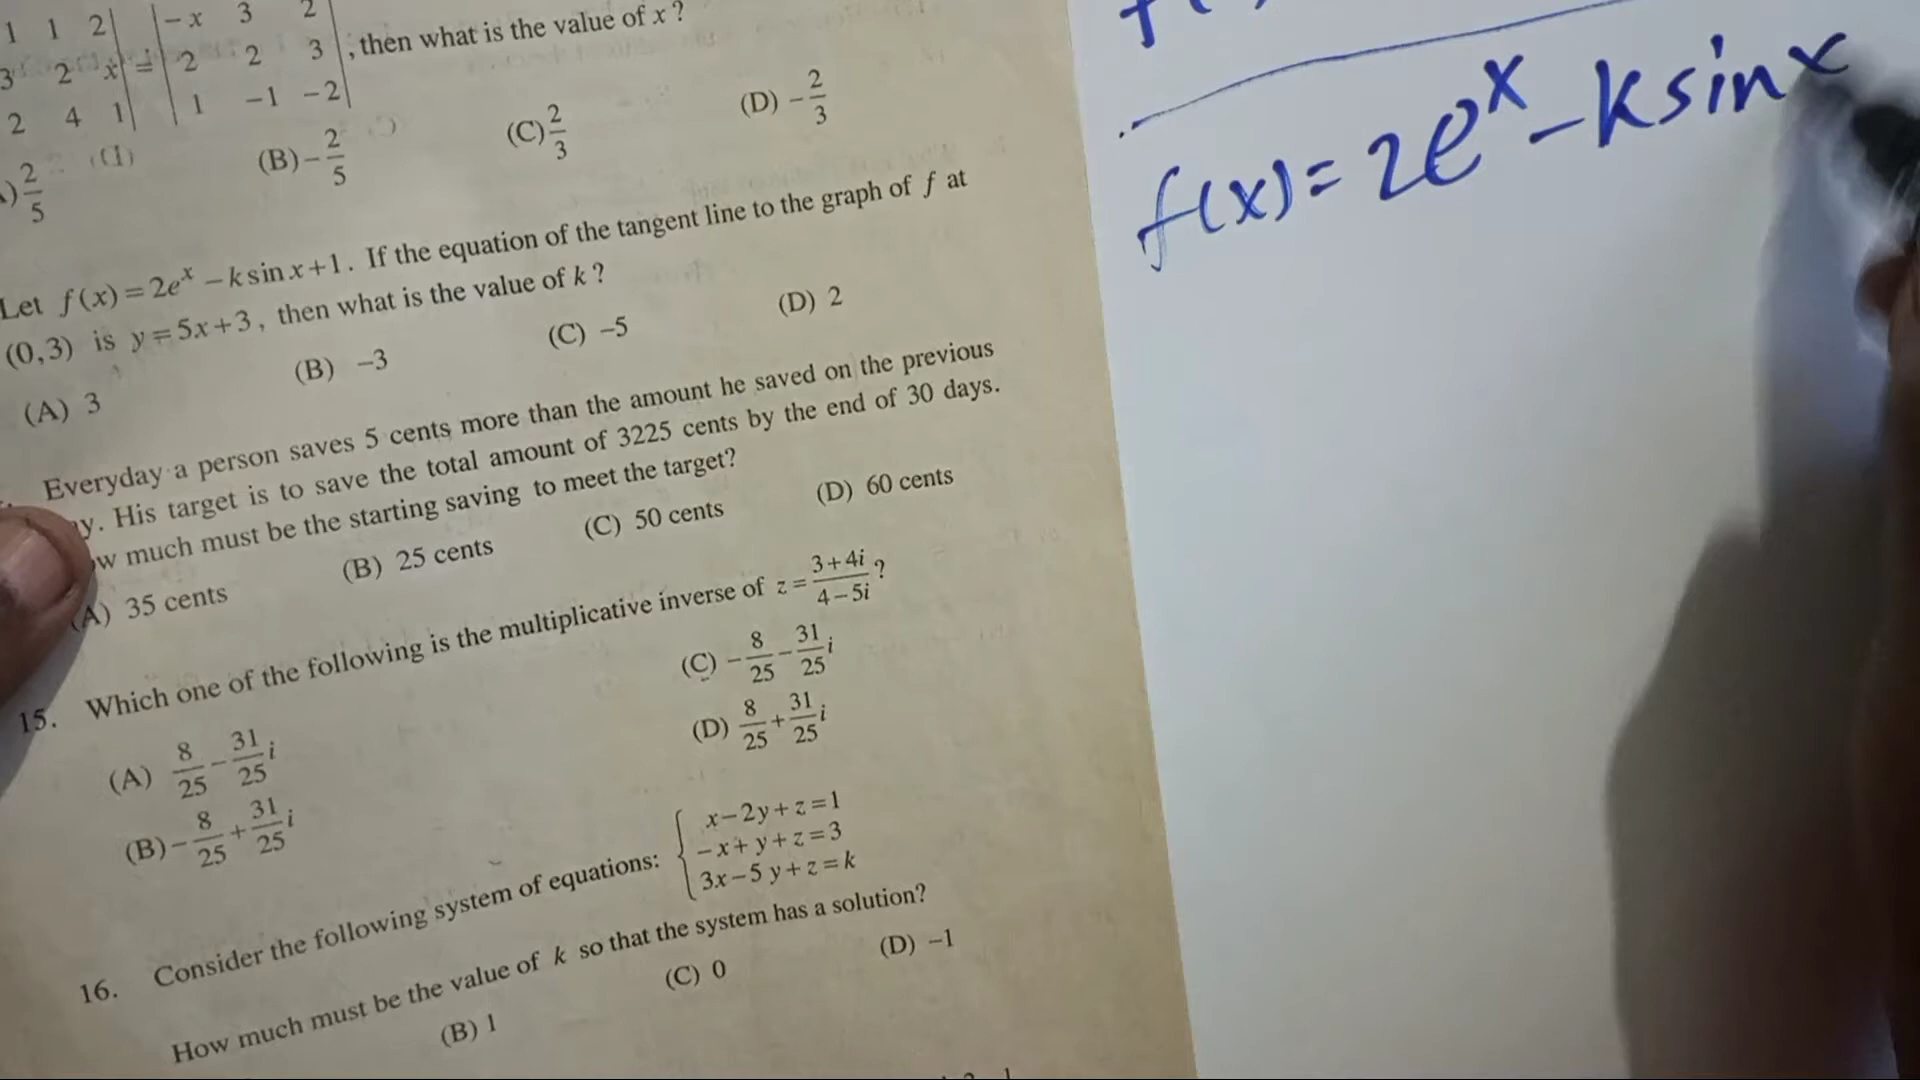 1 1 2 | | -x 3 2
3 2 x | = | 2 2 3 | , then what is the value of x ?
2 4 1 | | 1 -1 -2 |
) 2/5 (B) -2/5 (C) 2/3 (D) -2/3
Let f(x) = 2e^x - k sin x + 1. If the equation of the tangent line to the graph of f at
(0,3) is y = 5x + 3, then what is the value of k ?
(A) 3 (B) -3 (C) -5 (D) 2
Everyday a person saves 5 cents more than the amount he saved on the previous
y. His target is to save the total amount of 3225 cents by the end of 30 days.
w much must be the starting saving to meet the target?
(A) 35 cents (B) 25 cents (C) 50 cents (D) 60 cents
15. Which one of the following is the multiplicative inverse of z = (3+4i)/(4-5i) ?
(A) 8/25 - 31/25 i (C) -8/25 - 31/25 i
(B) -8/25 + 31/25 i (D) 8/25 + 31/25 i
16. Consider the following system of equations: { x - 2y + z = 1
-x + y + z = 3
3x - 5y + z = k
How much must be the value of k so that the system has a solution?
(B) 1 (C) 0 (D) -1
f(x) = 2e^x - k sin x